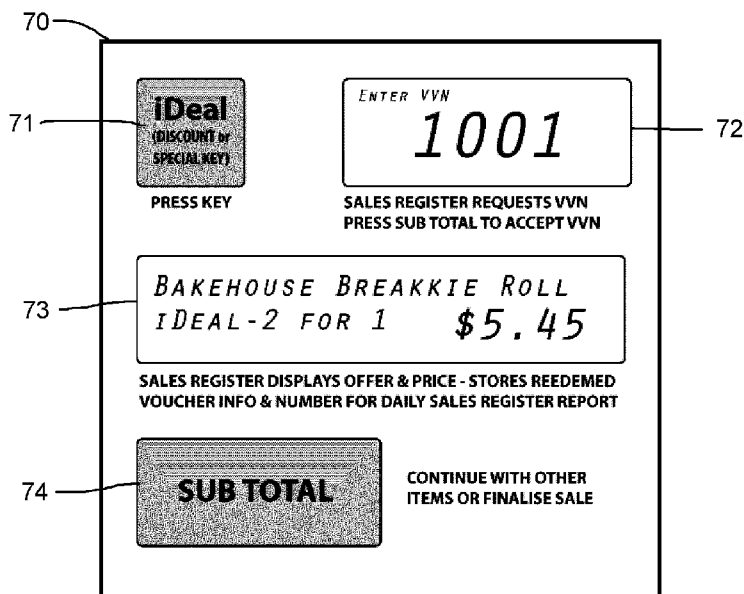 70
71
iDeal
(DISCOUNT or
SPECIAL KEY)
PRESS KEY
ENTER VVN
1001
72
SALES REGISTER REQUESTS VVN
PRESS SUB TOTAL TO ACCEPT VVN
73
BAKEHOUSE BREAKKIE ROLL
IDEAL-2 FOR 1 $5.45
SALES REGISTER DISPLAYS OFFER & PRICE - STORES REEDEMED
VOUCHER INFO & NUMBER FOR DAILY SALES REGISTER REPORT
74
SUB TOTAL
CONTINUE WITH OTHER
ITEMS OR FINALISE SALE